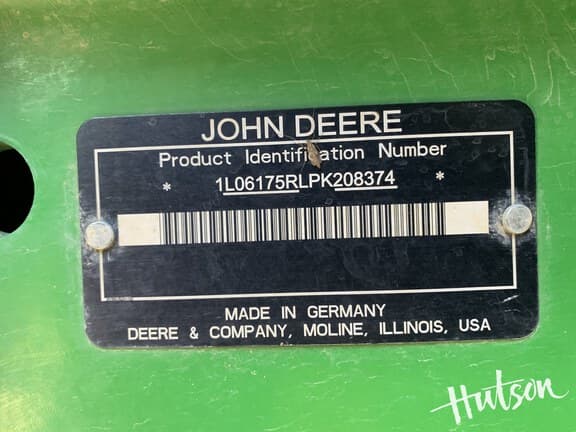 JOHN DEERE
Product Identification Number
* 1L06175RLPK208374 *
MADE IN GERMANY
DEERE & COMPANY, MOLINE, ILLINOIS, USA
Hutson